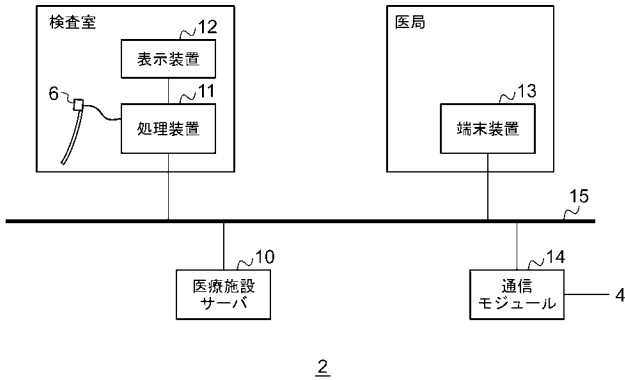 検査室
12
表示装置
11
6
処理装置
医局
13
端末装置
15
10
医療施設
サーバ
14
通信
モジュール
4
2